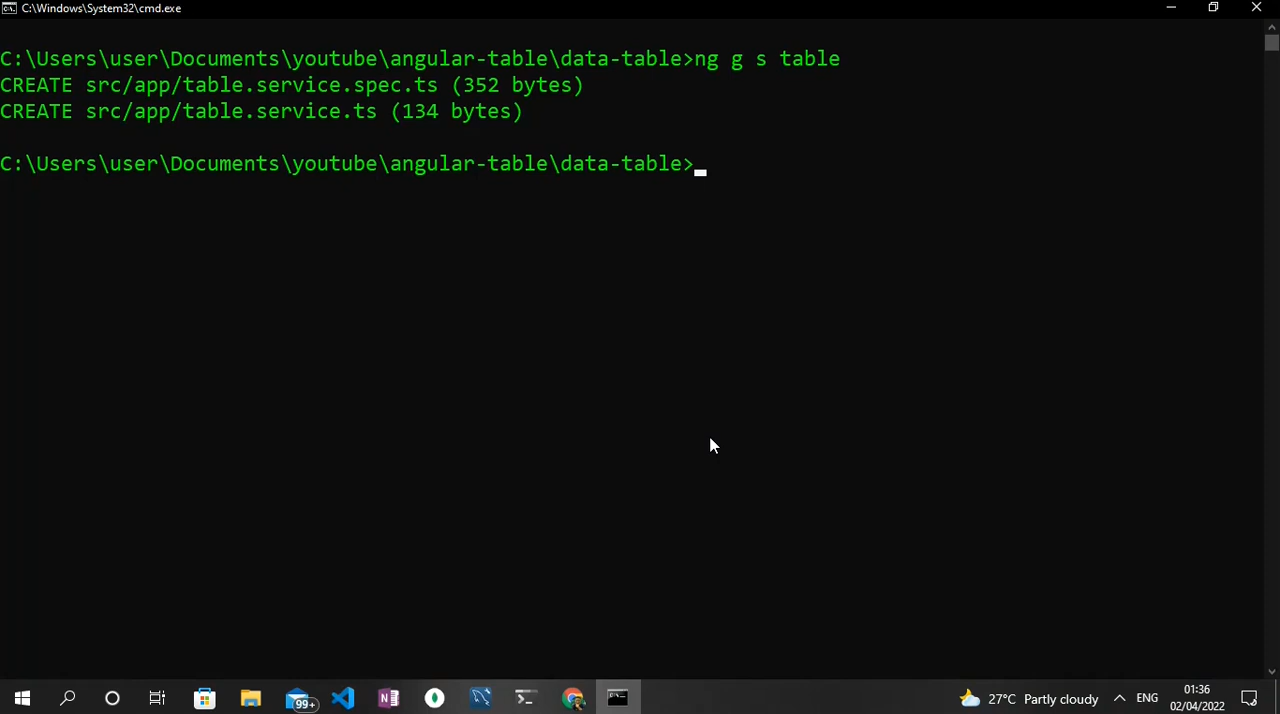 C:\Windows\System32\cmd.exe
C:\Users\user\Documents\youtube\angular-table\data-table>ng g s table
CREATE src/app/table.service.spec.ts (352 bytes)
CREATE src/app/table.service.ts (134 bytes)
C:\Users\user\Documents\youtube\angular-table\data-table>
99+
27°C Partly cloudy
ENG
01:36
02/04/2022